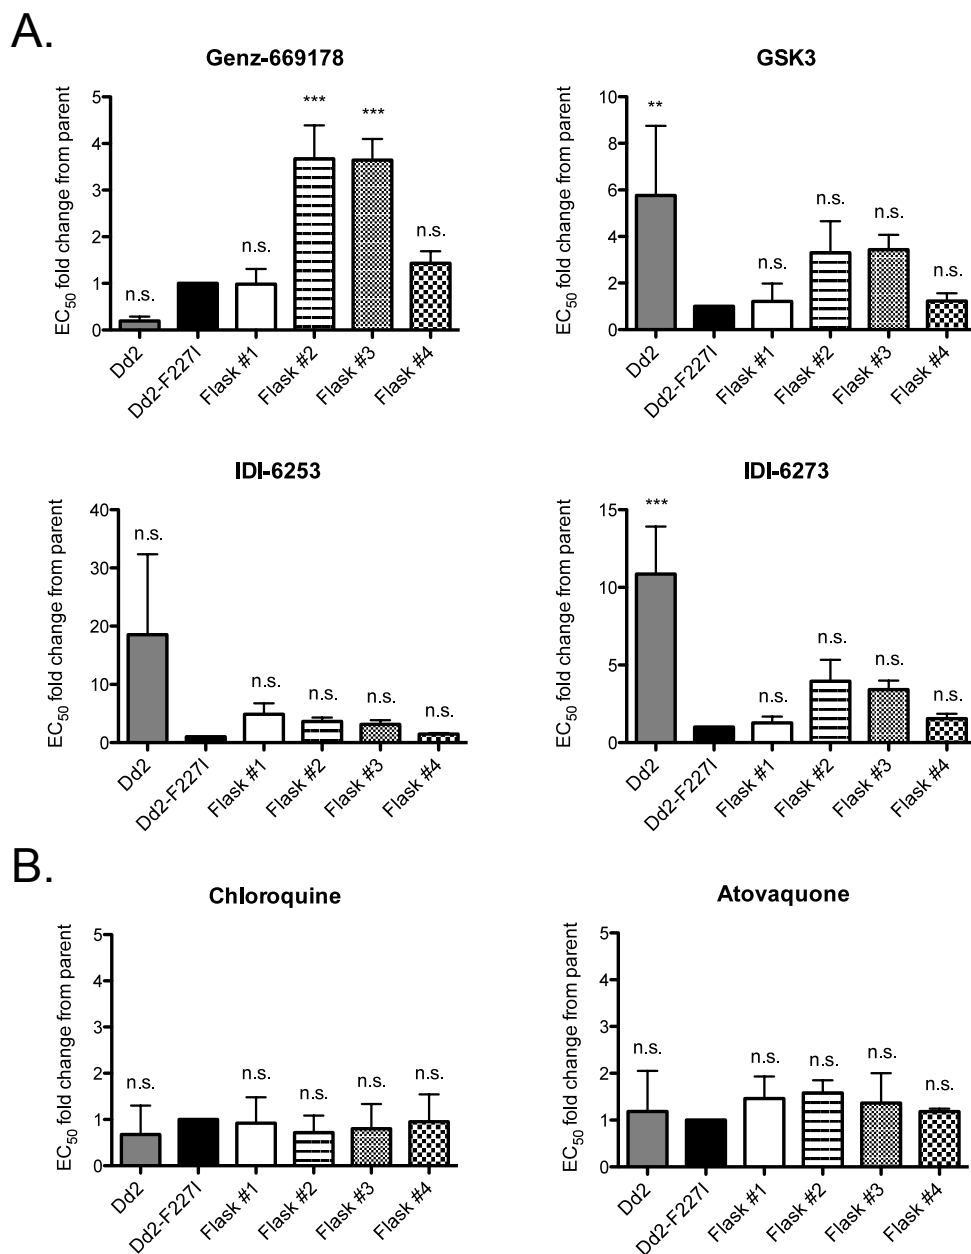 A.
Genz-669178
EC50 fold change from parent
5
4
3
2
1
0
n.s.
n.s.
***
***
n.s.
Dd2
Dd2-F227I
Flask #1
Flask #2
Flask #3
Flask #4
GSK3
EC50 fold change from parent
10
8
6
4
2
0
**
n.s.
n.s.
n.s.
n.s.
Dd2
Dd2-F227I
Flask #1
Flask #2
Flask #3
Flask #4
IDI-6253
EC50 fold change from parent
40
30
20
10
0
n.s.
n.s.
n.s.
n.s.
n.s.
Dd2
Dd2-F227I
Flask #1
Flask #2
Flask #3
Flask #4
IDI-6273
EC50 fold change from parent
15
10
5
0
***
n.s.
n.s.
n.s.
n.s.
Dd2
Dd2-F227I
Flask #1
Flask #2
Flask #3
Flask #4
B.
Chloroquine
EC50 fold change from parent
5
4
3
2
1
0
n.s.
n.s.
n.s.
n.s.
n.s.
Dd2
Dd2-F227I
Flask #1
Flask #2
Flask #3
Flask #4
Atovaquone
EC50 fold change from parent
5
4
3
2
1
0
n.s.
n.s.
n.s.
n.s.
n.s.
Dd2
Dd2-F227I
Flask #1
Flask #2
Flask #3
Flask #4